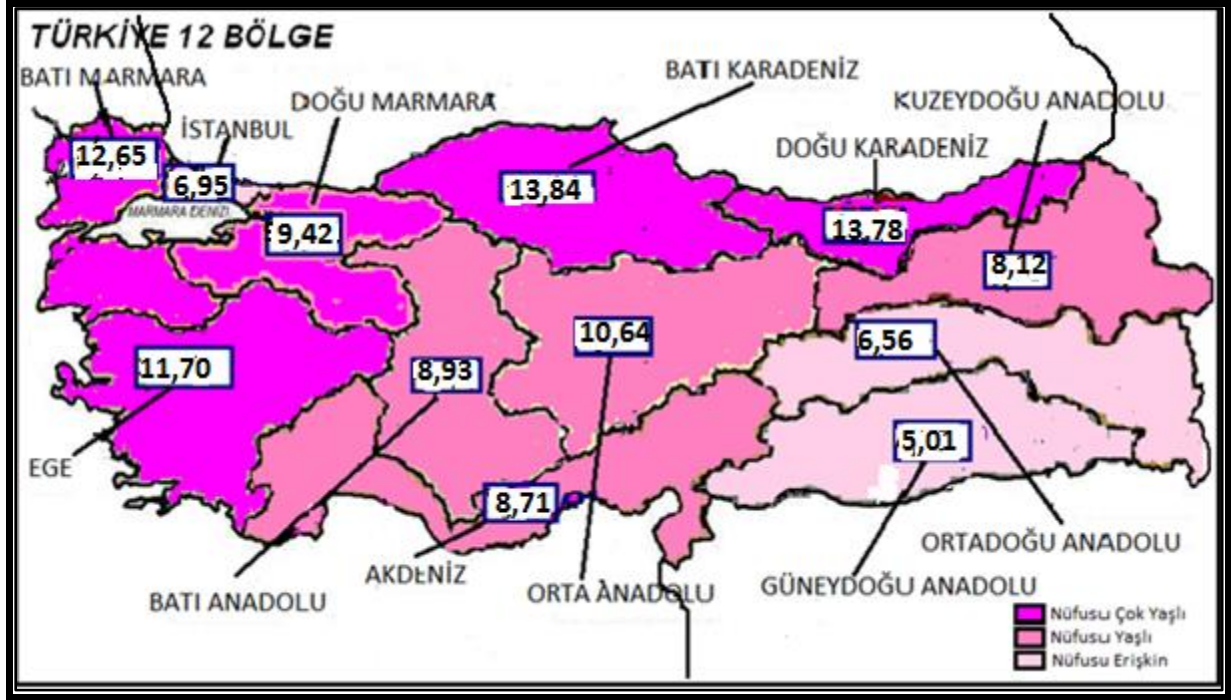 TÜRKİYE 12 BÖLGE
BATI MARMARA
BATI KARADENİZ
DOĞU MARMARA
KUZEYDOĞU ANADOLU
İSTANBUL
DOĞU KARADENİZ
12,65
6,95
13,84
MARMARA DENİZİ
9,42
13,78
8,12
10,64
6,56
11,70
8,93
5,01
EGE
8,71
ORTADOĞU ANADOLU
AKDENİZ
GÜNEYDOĞU ANADOLU
BATI ANADOLU
ORTA ANADOLU
Nüfusu Çok Yaşlı
Nüfusu Yaşlı
Nüfusu Erişkin